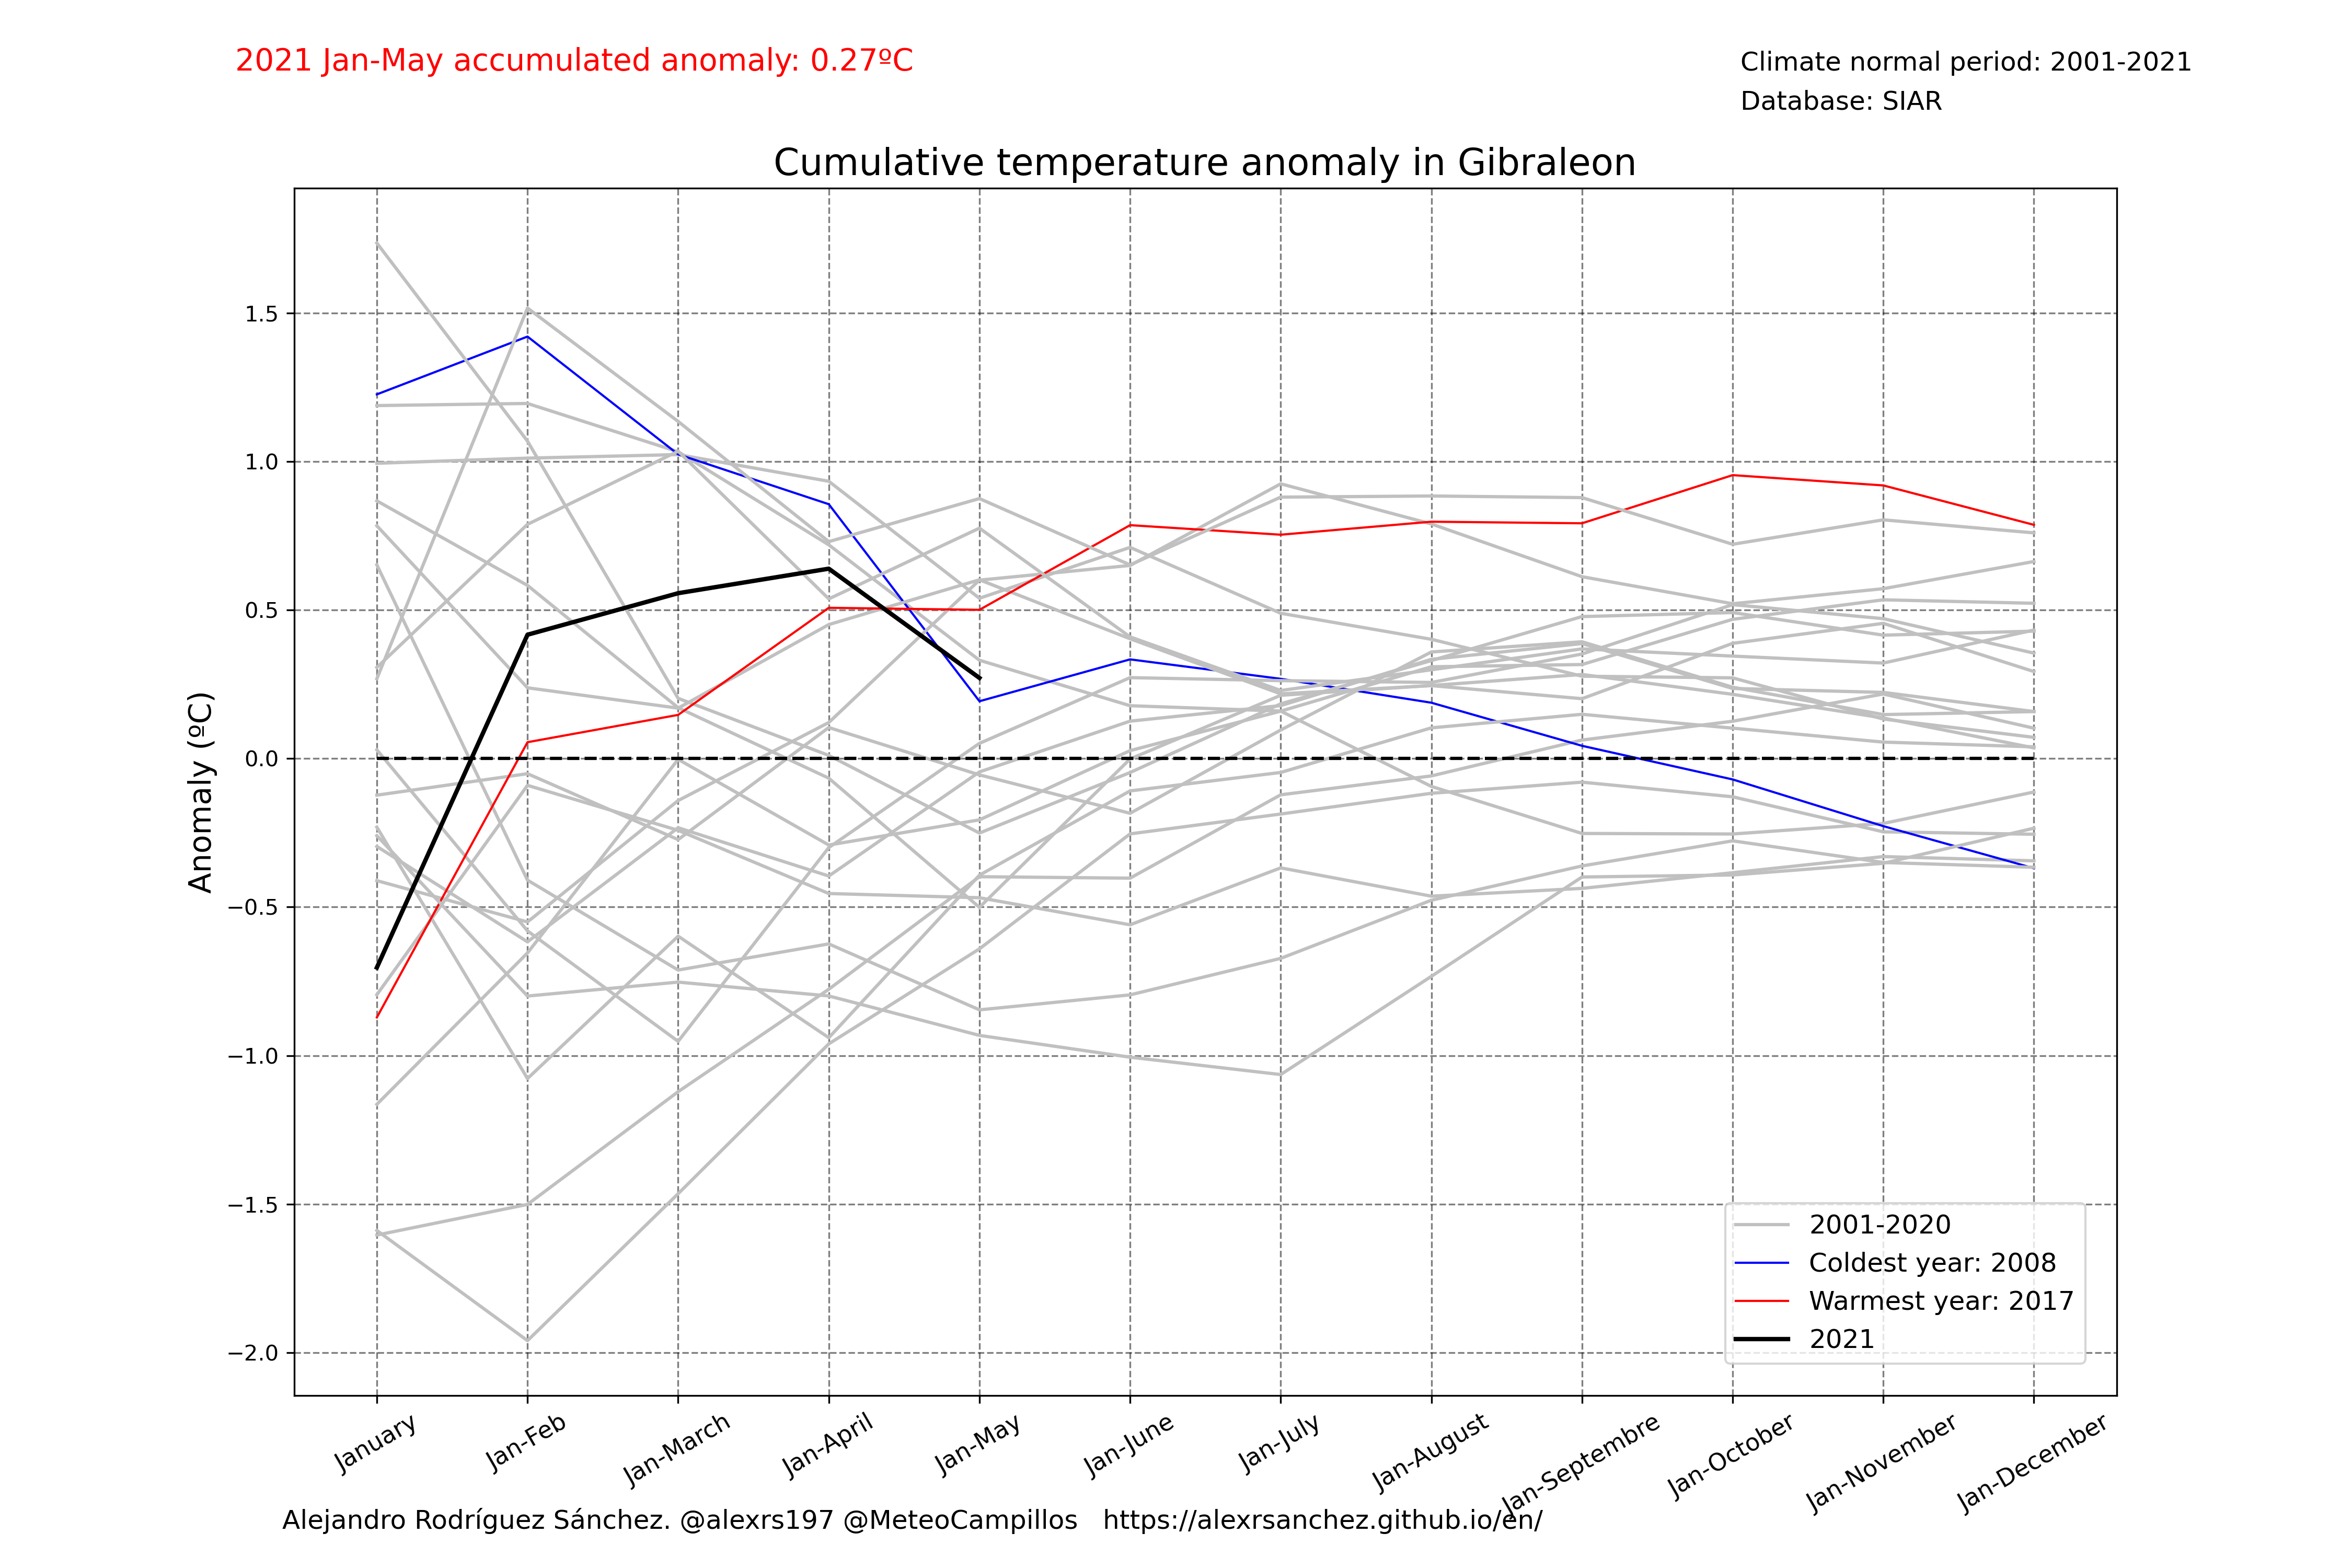 2021 Jan-May accumulated anomaly: 0.27ºC
Climate normal period: 2001-2021
Database: SIAR
Cumulative temperature anomaly in Gibraleon
Anomaly (ºC)
1.5
1.0
0.5
0.0
−0.5
−1.0
−1.5
−2.0
2001-2020
Coldest year: 2008
Warmest year: 2017
2021
January
Jan-Feb
Jan-March
Jan-April
Jan-May
Jan-June
Jan-July
Jan-August
Jan-Septembre
Jan-October
Jan-November
Jan-December
Alejandro Rodríguez Sánchez. @alexrs197 @MeteoCampillos   https://alexrsanchez.github.io/en/